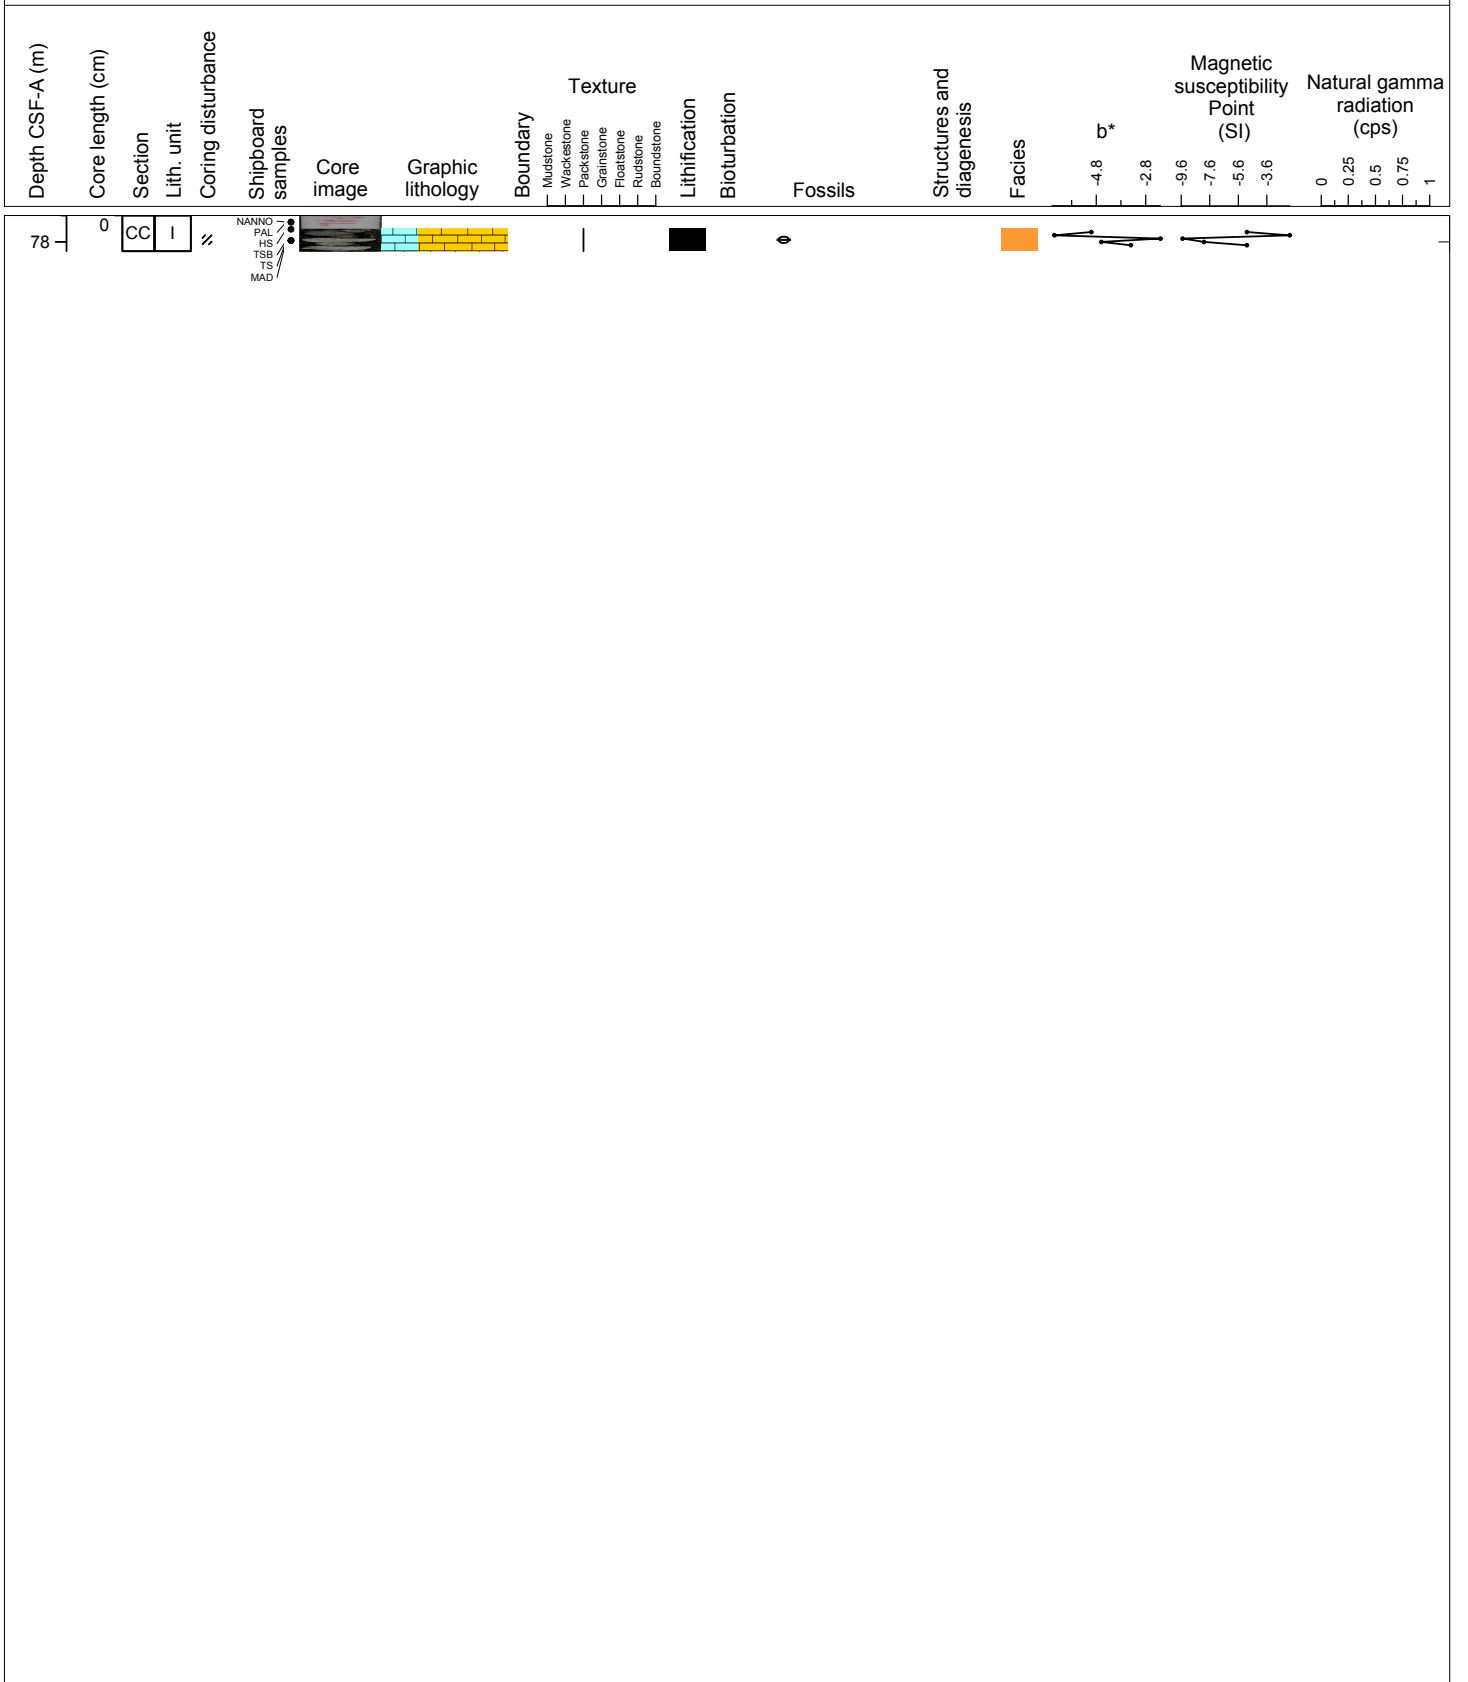 Depth CSF-A (m)
Core length (cm)
Section
Lith. unit
Coring disturbance
Shipboard
samples
Core
image
Graphic
lithology
Boundary
Texture
Mudstone
Wackestone
Packstone
Grainstone
Floatstone
Rudstone
Boundstone
Lithification
Bioturbation
Fossils
Structures and
diagenesis
Facies
b*
-4.8
-2.8
Magnetic
susceptibility
Point
(SI)
-9.6
-7.6
-5.6
-3.6
Natural gamma
radiation
(cps)
0
0.25
0.5
0.75
1
78
0
CC
I
NANNO
PAL
HS
TSB
TS
MAD